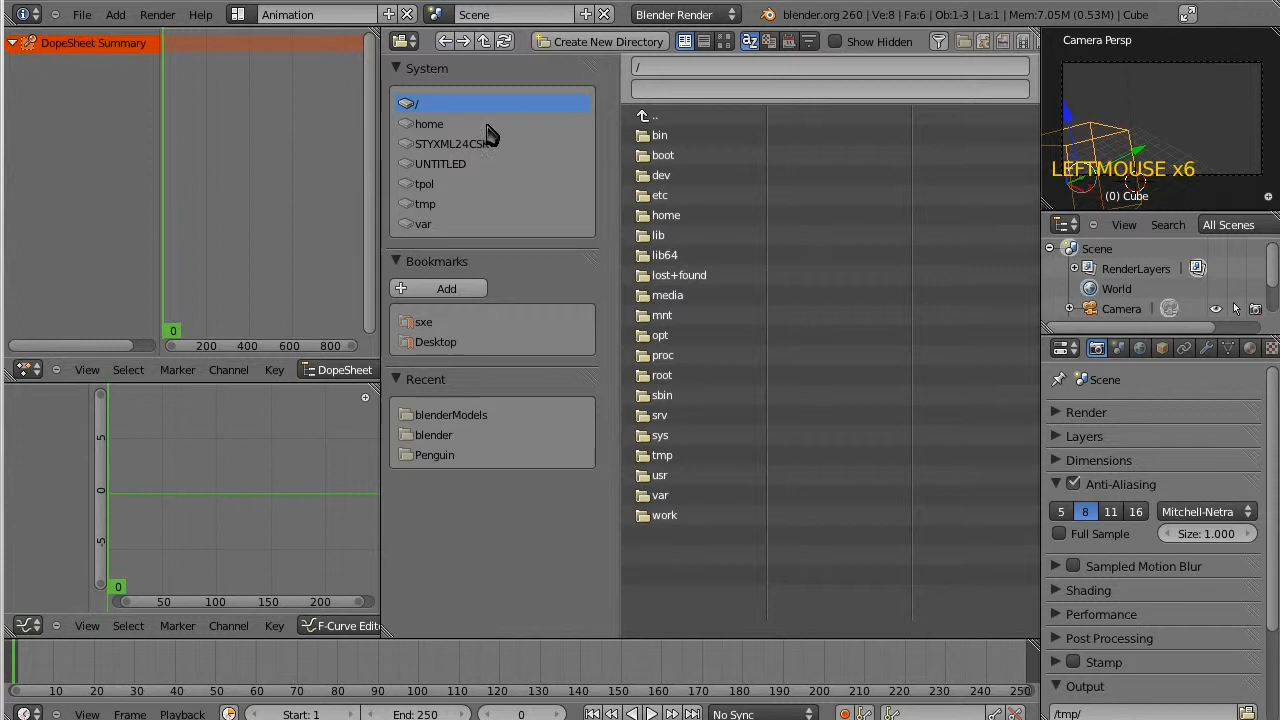 File Add Render Help Animation Scene Blender Render blender.org 260 | Ve:8 | Fa:6 | Ob:1-3 | La:1 | Mem:7.05M (0.53M) | Cube
DopeSheet Summary
0
200 400 600 800
View Select Marker Channel Key DopeSheet
5
0
-5
0
50 100 150 200
View Select Marker Channel Key F-Curve Edit
Create New Directory Show Hidden
System
/
home
UNTITLED
tpol
tmp
var
Bookmarks
Add
sxe
Desktop
Recent
blenderModels
blender
Penguin
/
..
bin
boot
dev
etc
home
lib
lib64
lost+found
media
mnt
opt
proc
root
sbin
srv
sys
tmp
usr
var
work
Camera Persp
LEFTMOUSE x6
(0) Cube
View Search All Scenes
Scene
RenderLayers |
World
Camera |
Scene
Render
Layers
Dimensions
Anti-Aliasing
5 8 11 16 Mitchell-Netra
Full Sample Size: 1.000
Sampled Motion Blur
Shading
Performance
Post Processing
Stamp
Output
/tmp/
10 20 30 40 50 60 70 80 90 100 110 120 130 140 150 160 170 180 190 200 210 220 230 240 250
View Marker Frame Playback Start: 1 End: 250 0 No Sync